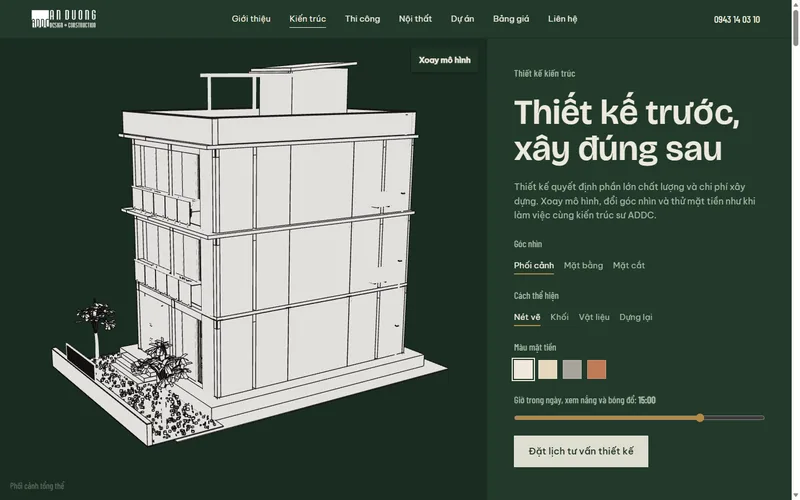 AN DUONG
ADDC DESIGN + CONSTRUCTION
Giới thiệu
Kiến trúc
Thi công
Nội thất
Dự án
Bảng giá
Liên hệ
0943 14 03 10
Xoay mô hình
Thiết kế kiến trúc
Thiết kế trước,
xây đúng sau
Thiết kế quyết định phần lớn chất lượng và chi phí xây
dựng. Xoay mô hình, đổi góc nhìn và thử mặt tiền như khi
làm việc cùng kiến trúc sư ADDC.
Góc nhìn
Phối cảnh Mặt bằng Mặt cắt
Cách thể hiện
Nét vẽ Khối Vật liệu Dựng lại
Màu mặt tiền
Giờ trong ngày, xem nắng và bóng đổ: 15:00
Đặt lịch tư vấn thiết kế
Phối cảnh tổng thể